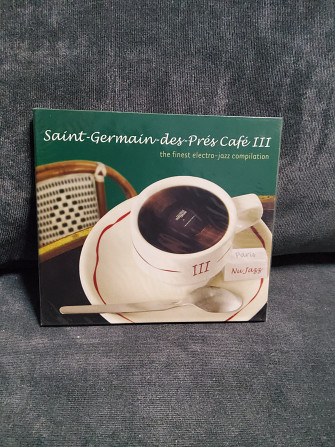 Saint-Germain-des-Prés Café III
the finest electro-jazz compilation
III
Paris
Nu Jazz